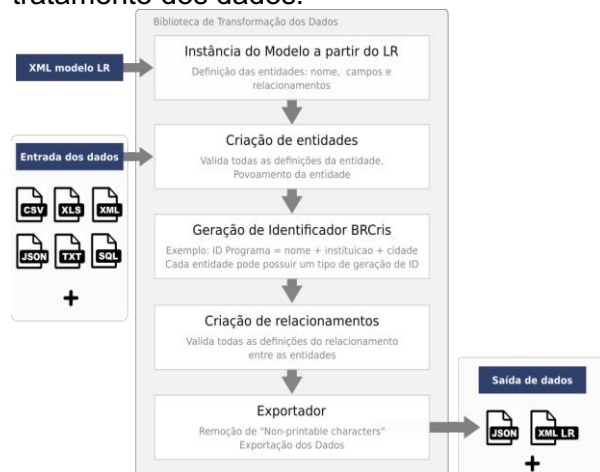 tratamento dos dados.
Biblioteca de Transformação dos Dados
XML modelo LR
Instância do Modelo a partir do LR
Definição das entidades: nome, campos e
relacionamentos
Entrada dos dados
CSV XLS XML
JSON TXT SQL
+
Criação de entidades
Valida todas as definições da entidade.
Povoamento da entidade
Geração de Identificador BRCris
Exemplo: ID Programa = nome + instituicao + cidade
Cada entidade pode possuir um tipo de geração de ID
Criação de relacionamentos
Valida todas as definições do relacionamento
entre as entidades
Exportador
Remoção de "Non-printable characters"
Exportação dos Dados
Saída de dados
JSON XML LR
+